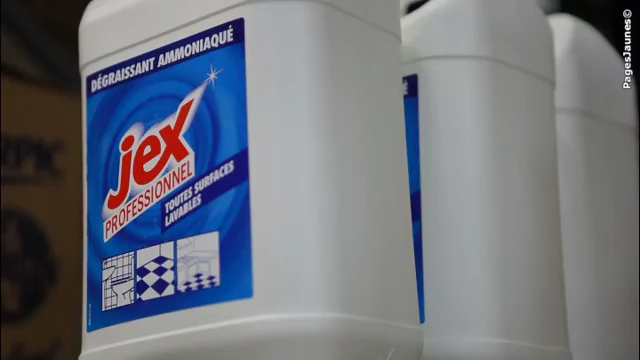 DÉGRAISSANT AMMONIAQUÉ
jex
PROFESSIONNEL
TOUTES SURFACES
LAVABLES
PagesJaunes©